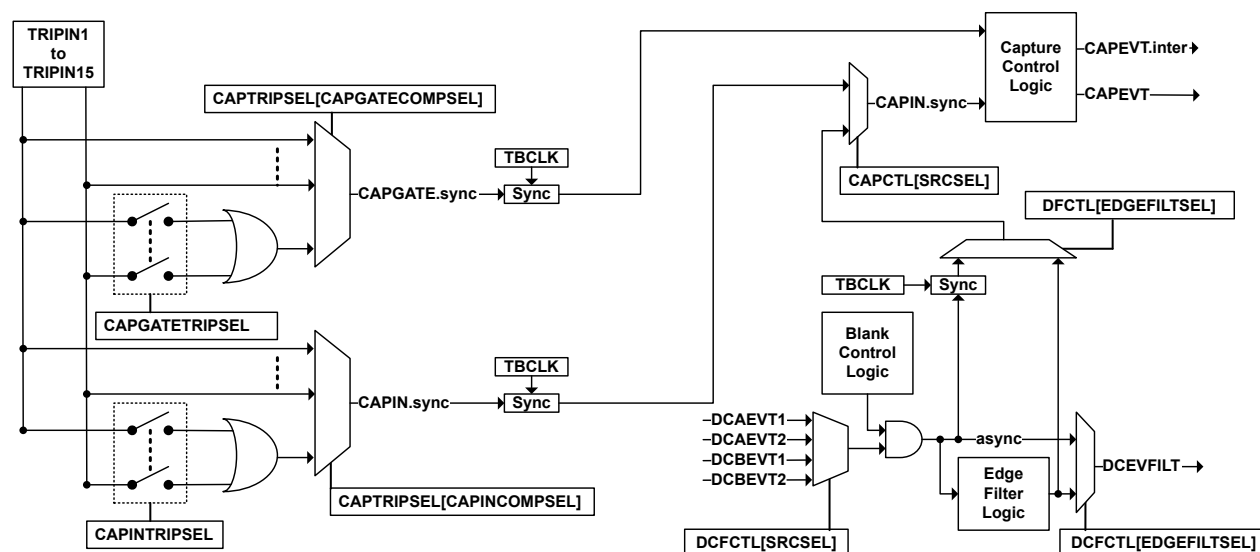 TRIPIN1
to
TRIPIN15
CAPTRIPSEL[CAPGATECOMPSEL]
TBCLK
CAPGATE.sync
Sync
CAPGATETRIPSEL
TBCLK
CAPIN.sync
Sync
CAPTRIPSEL[CAPINCOMPSEL]
CAPINTRIPSEL
Capture
Control
Logic
CAPEVT.inter
CAPEVT
CAPIN.sync
CAPCTL[SRCSEL]
DFCTL[EDGEFILTSEL]
TBCLK
Sync
Blank
Control
Logic
DCAEVT1
DCAEVT2
DCBEVT1
DCBEVT2
async
Edge
Filter
Logic
DCEVFILT
DCFCTL[SRCSEL]
DCFCTL[EDGEFILTSEL]